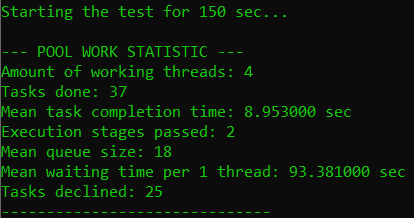 Starting the test for 150 sec...
--- POOL WORK STATISTIC ---
Amount of working threads: 4
Tasks done: 37
Mean task completion time: 8.953000 sec
Execution stages passed: 2
Mean queue size: 18
Mean waiting time per 1 thread: 93.381000 sec
Tasks declined: 25
------------------------------